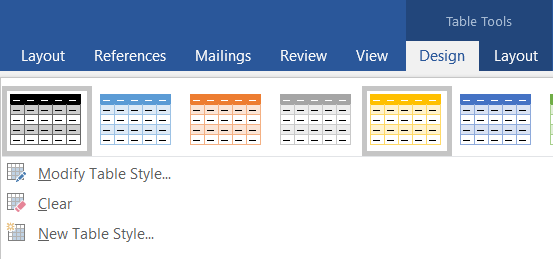 Table Tools
Layout References Mailings Review View Design Layout
Modify Table Style...
Clear
New Table Style...